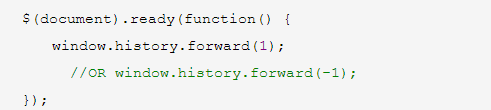 $(document).ready(function() {
    window.history.forward(1);
      //OR window.history.forward(-1);
});